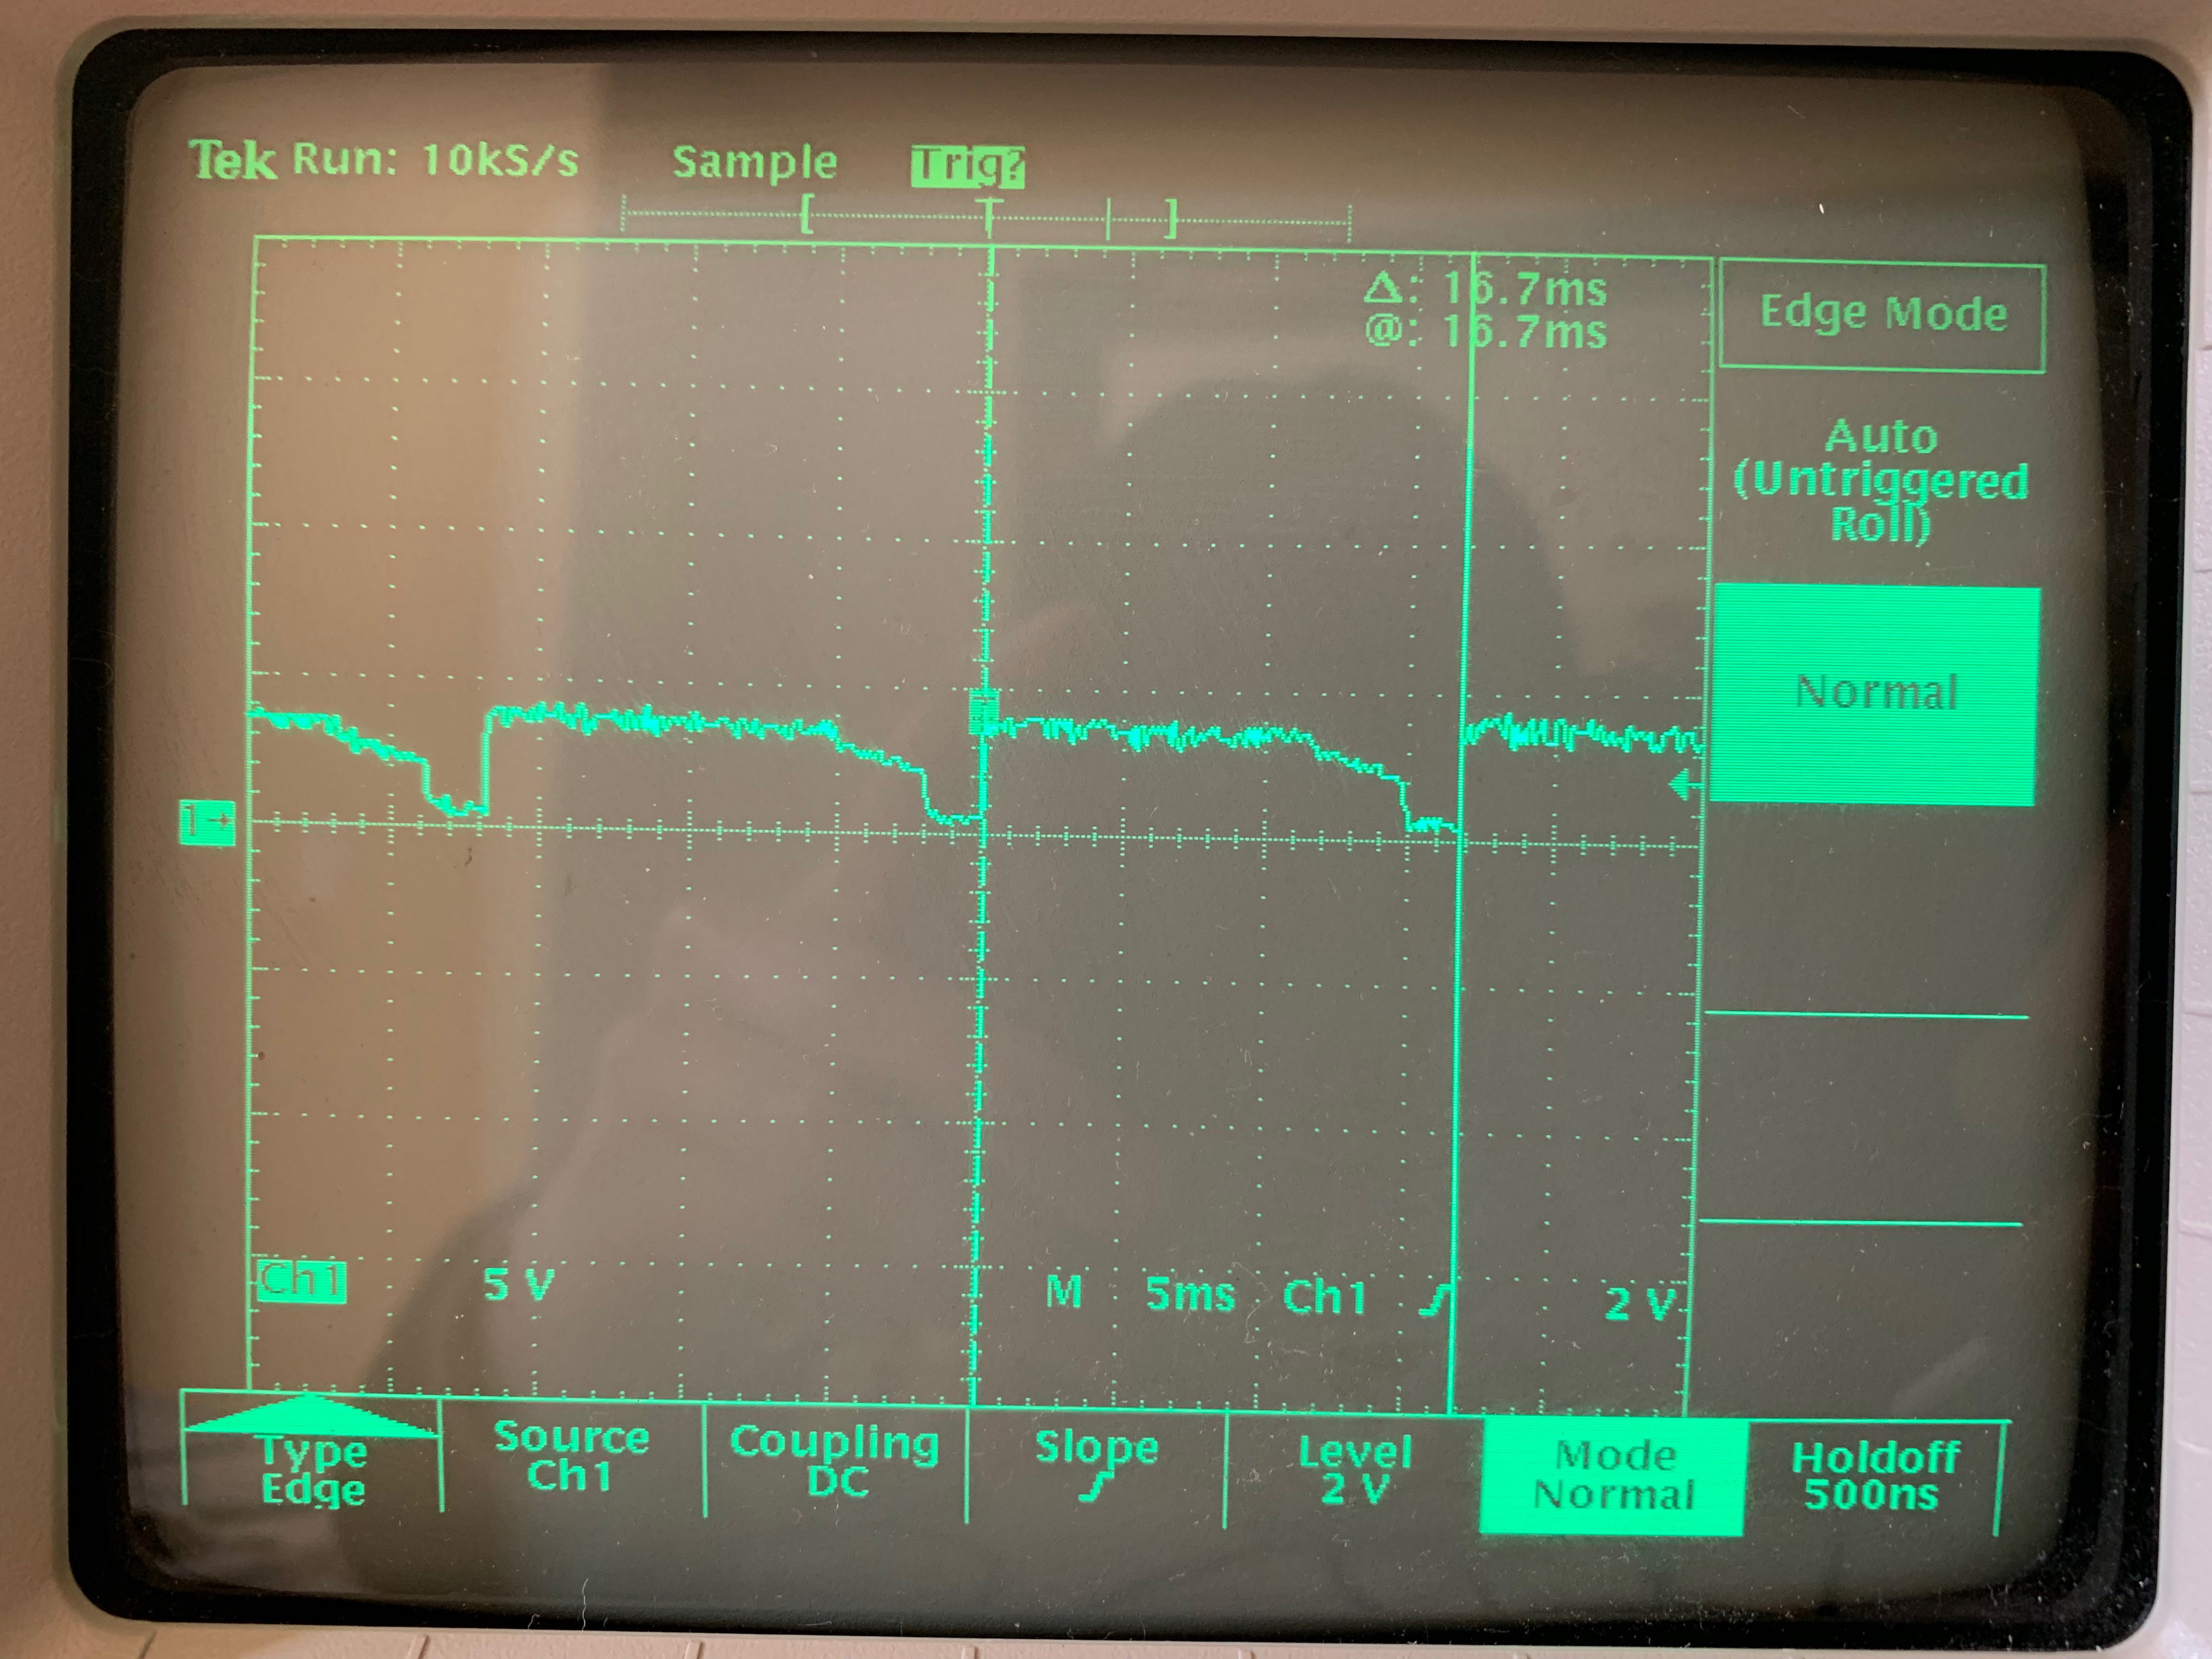 Tek Run: 10kS/s Sample Trig?
[ T ]
Δ: 16.7ms
@: 16.7ms
Edge Mode
Auto
(Untriggered
Roll)
Normal
1→
Ch1 5 V M 5ms Ch1 2 V
Type
Edge
Source
Ch1
Coupling
DC
Slope
Level
2 V
Mode
Normal
Holdoff
500ns